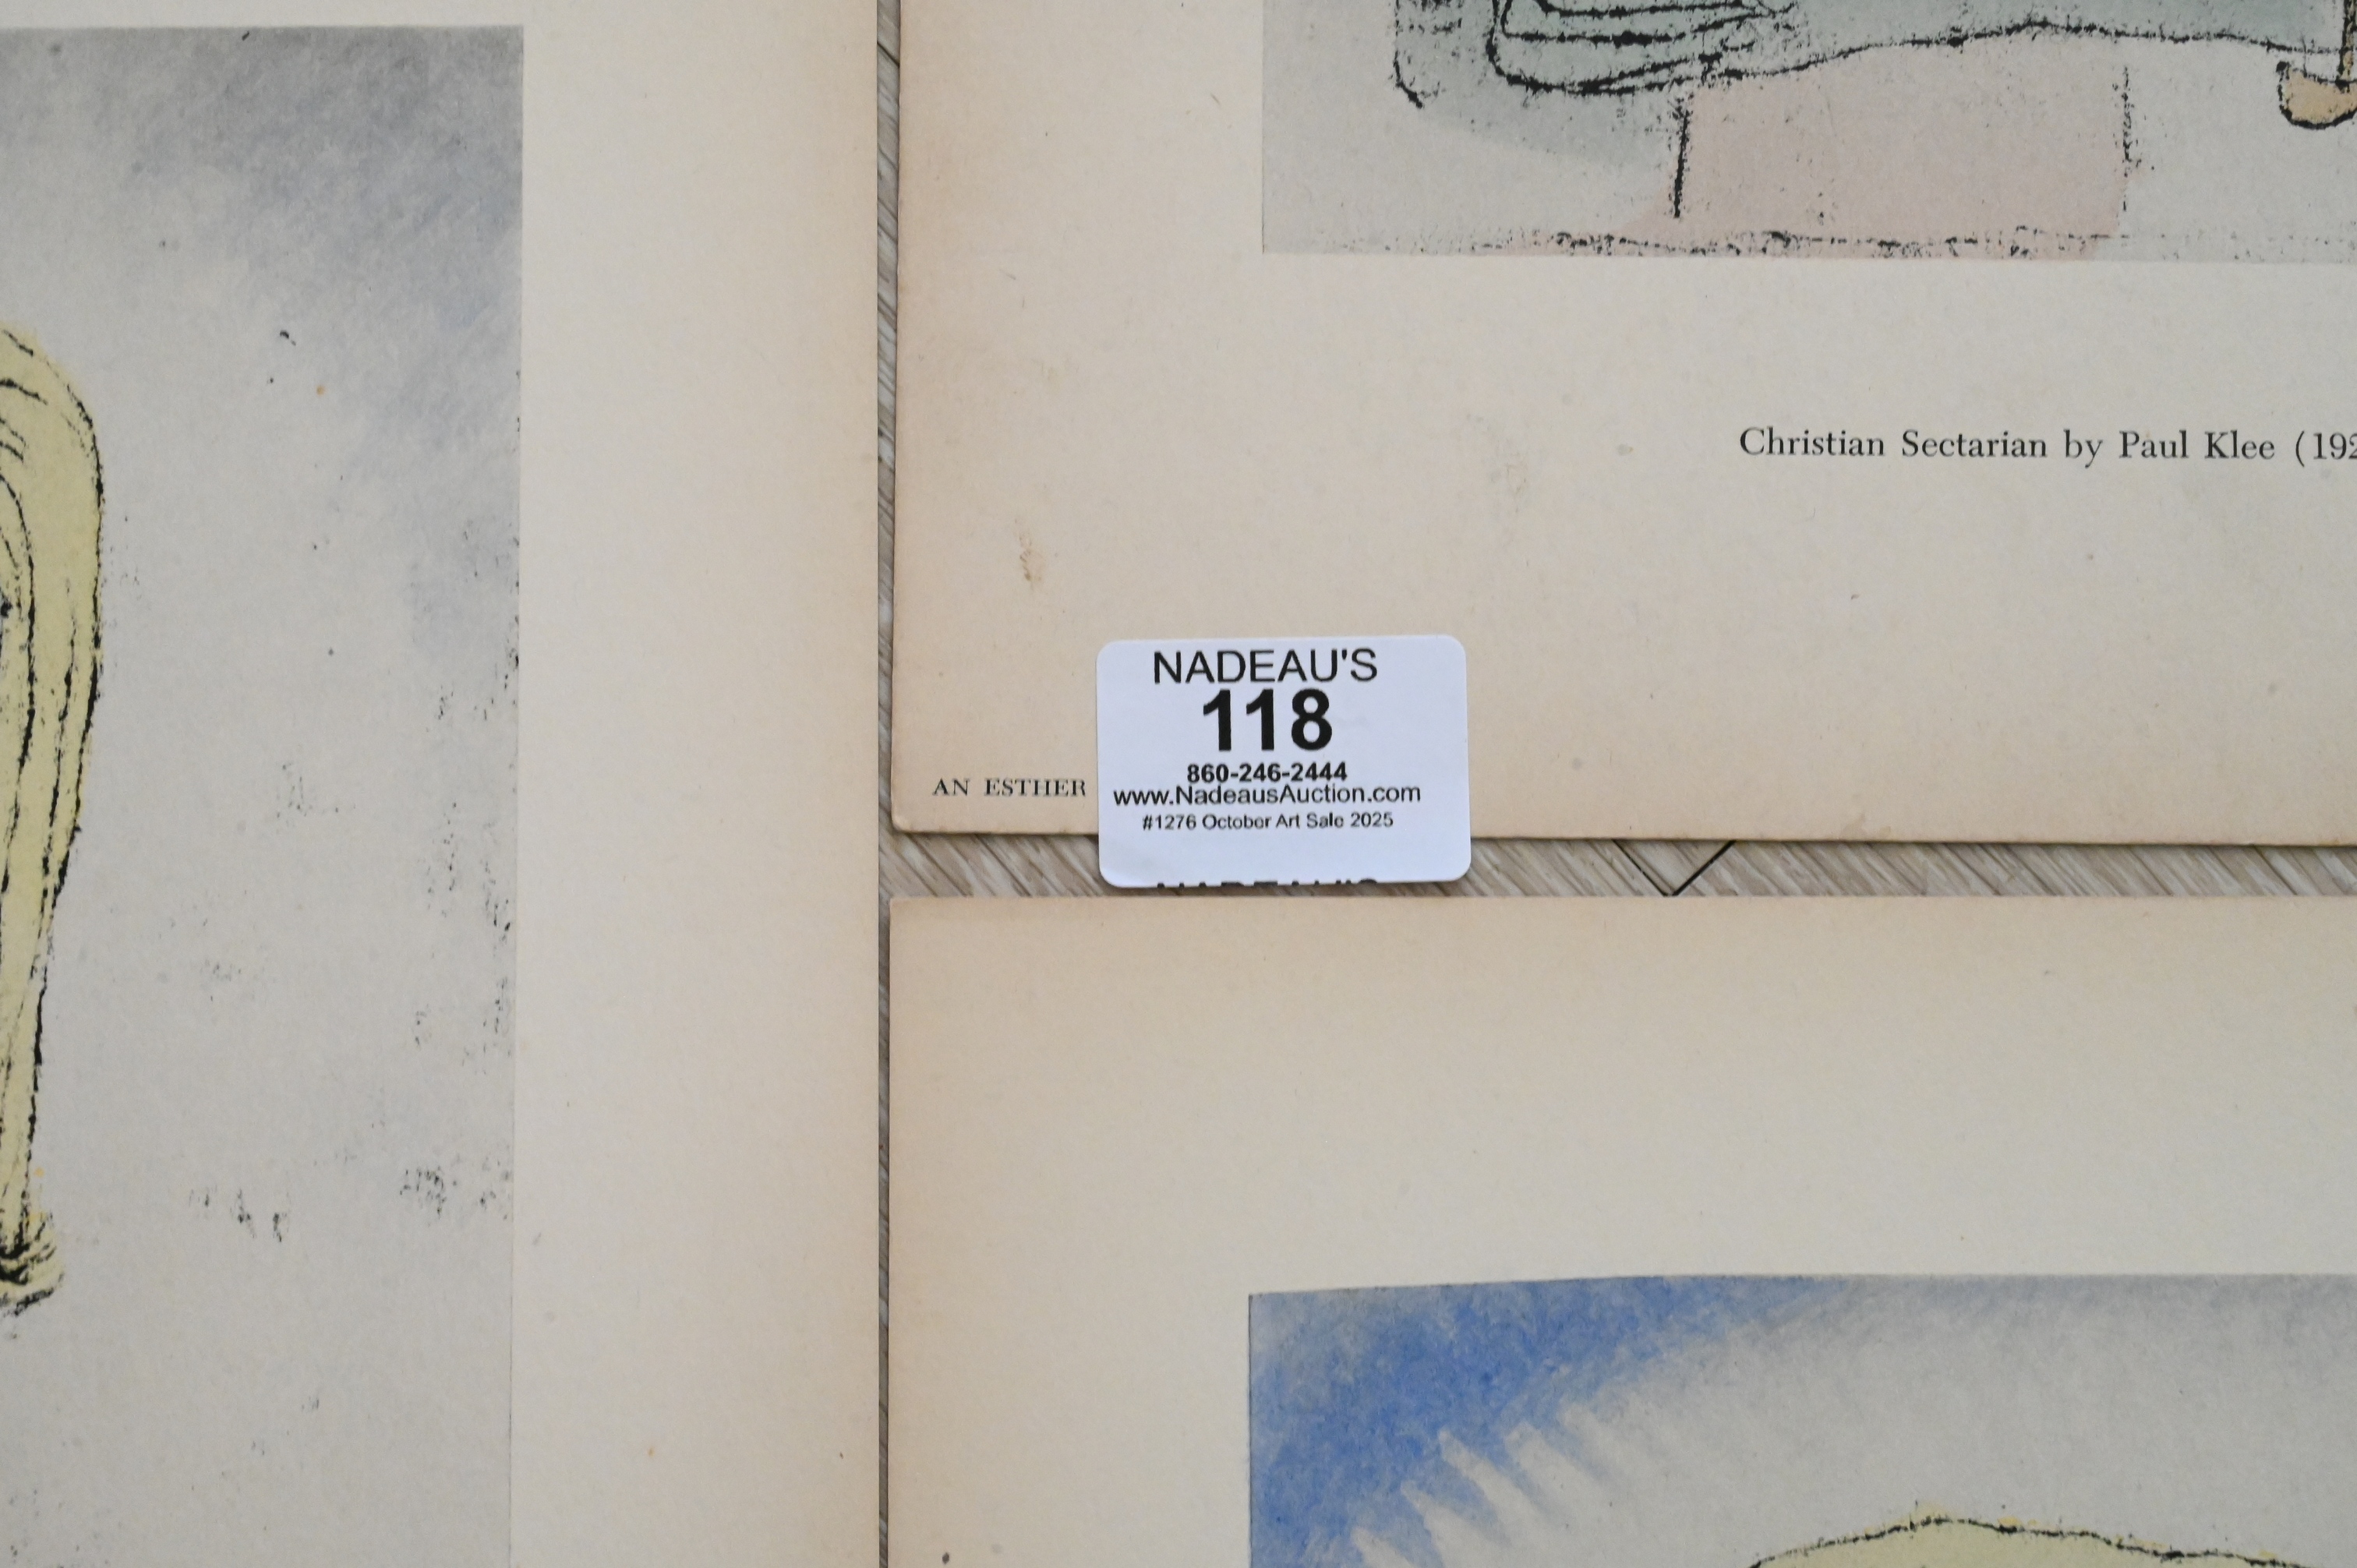 Christian Sectarian by Paul Klee (192
NADEAU'S
118
860-246-2444
www.NadeausAuction.com
#1276 October Art Sale 2025
AN ESTHER